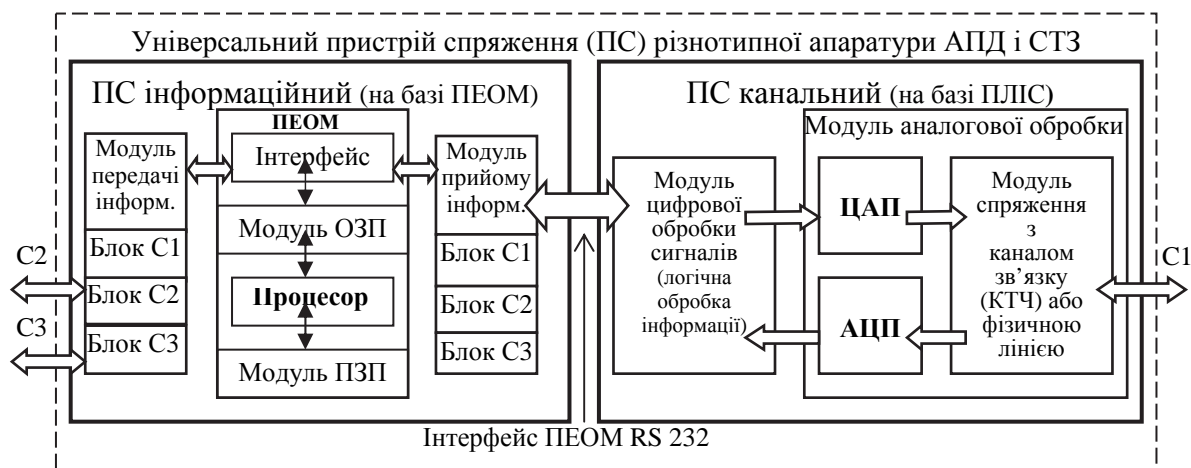 Універсальний пристрій спряження (ПС) різнотипної апаратури АПД і СТЗ
ПС інформаційний (на базі ПЕОМ)
ПЕОМ
Модуль
передачі
інформ.
Блок С1
Блок С2
Блок С3
Інтерфейс
Модуль ОЗП
Процесор
Модуль ПЗП
Модуль
прийому
інформ.
Блок С1
Блок С2
Блок С3
С2
С3
ПС канальний (на базі ПЛІС)
Модуль аналогової обробки
Модуль
цифрової
обробки
сигналів
(логічна
обробка
інформації)
ЦАП
АЦП
Модуль
спряження
з
каналом
зв’язку
(КТЧ) або
фізичною
лінією
С1
Інтерфейс ПЕОМ RS 232